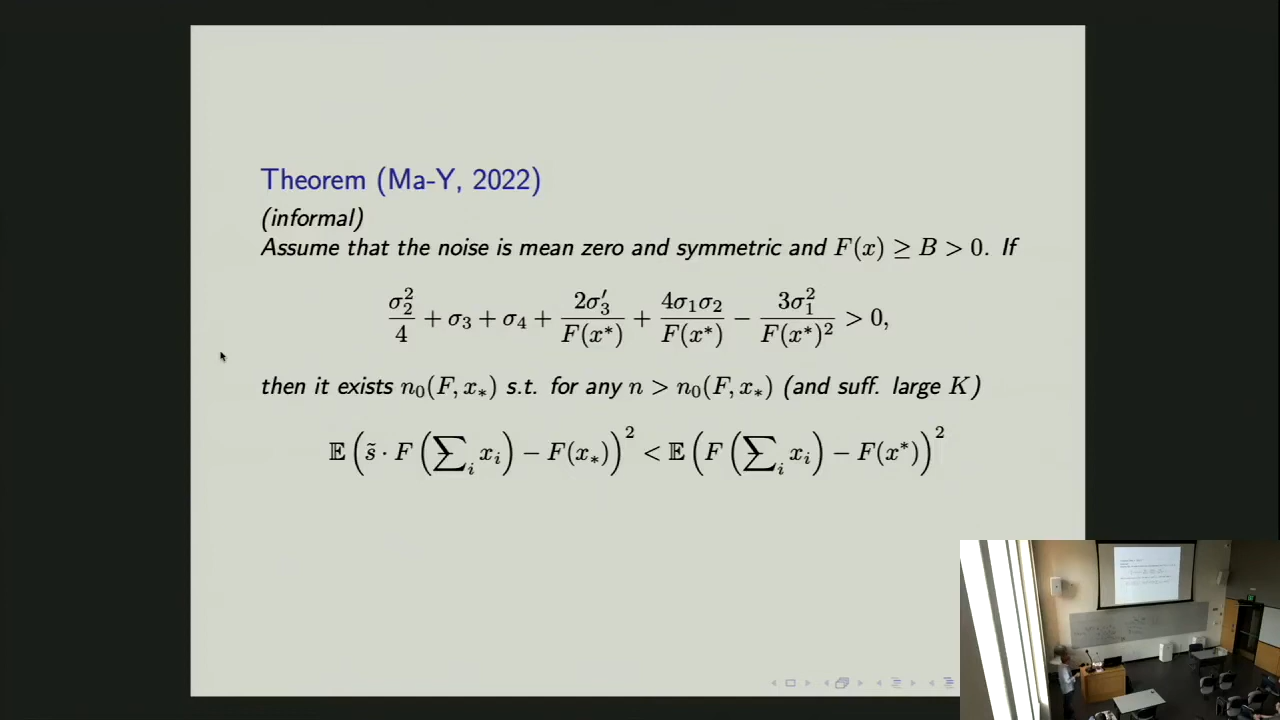 Theorem (Ma-Y, 2022)
(informal)
Assume that the noise is mean zero and symmetric and F(x) ≥ B > 0. If
σ₂²/4 + σ₃ + σ₄ + 2σ₃′/F(x*) + 4σ₁σ₂/F(x*) − 3σ₁²/F(x*)² > 0,
then it exists n₀(F, x₎) s.t. for any n > n₀(F, x₎) (and suff. large K)
𝔼(s̃ · F(∑ᵢ xᵢ) − F(x₎))² < 𝔼(F(∑ᵢ xᵢ) − F(x*))²